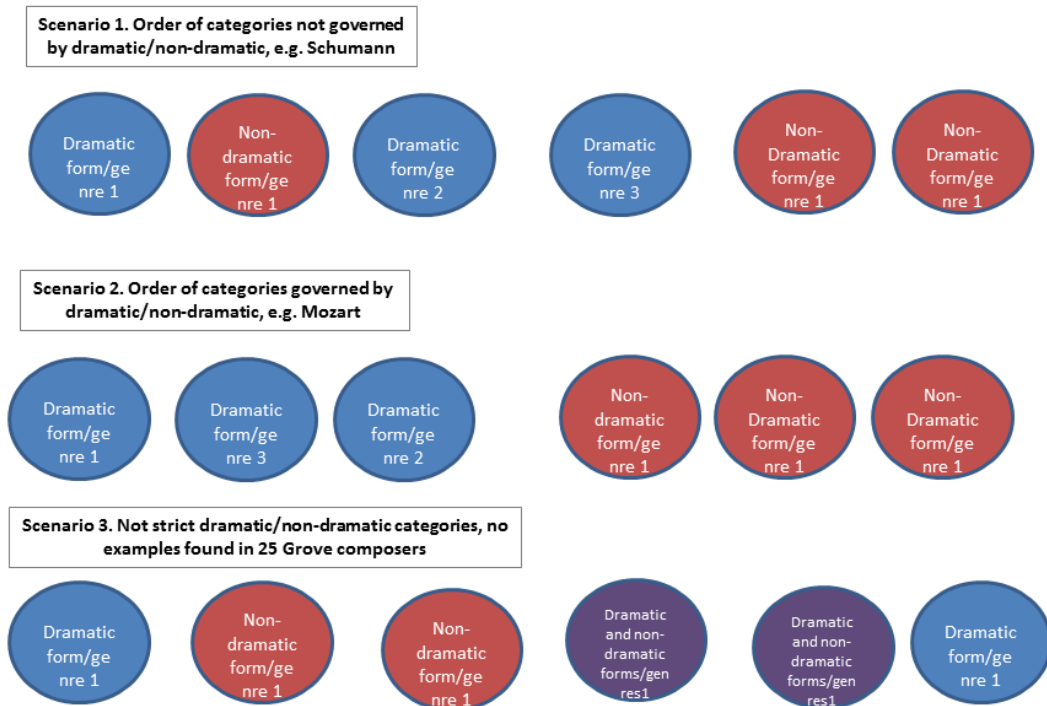 Scenario 1. Order of categories not governed
by dramatic/non-dramatic, e.g. Schumann
Dramatic
form/ge
nre 1
Non-
dramatic
form/ge
nre 1
Dramatic
form/ge
nre 2
Dramatic
form/ge
nre 3
Non-
Dramatic
form/ge
nre 1
Non-
Dramatic
form/ge
nre 1
Scenario 2. Order of categories governed by
dramatic/non-dramatic, e.g. Mozart
Dramatic
form/ge
nre 1
Dramatic
form/ge
nre 3
Dramatic
form/ge
nre 2
Non-
dramatic
form/ge
nre 1
Non-
Dramatic
form/ge
nre 1
Non-
Dramatic
form/ge
nre 1
Scenario 3. Not strict dramatic/non-dramatic categories, no
examples found in 25 Grove composers
Dramatic
form/ge
nre 1
Non-
dramatic
form/ge
nre 1
Non-
dramatic
form/ge
nre 1
Dramatic
and non-
dramatic
forms/gen
res1
Dramatic
and non-
dramatic
forms/gen
res1
Dramatic
form/ge
nre 1